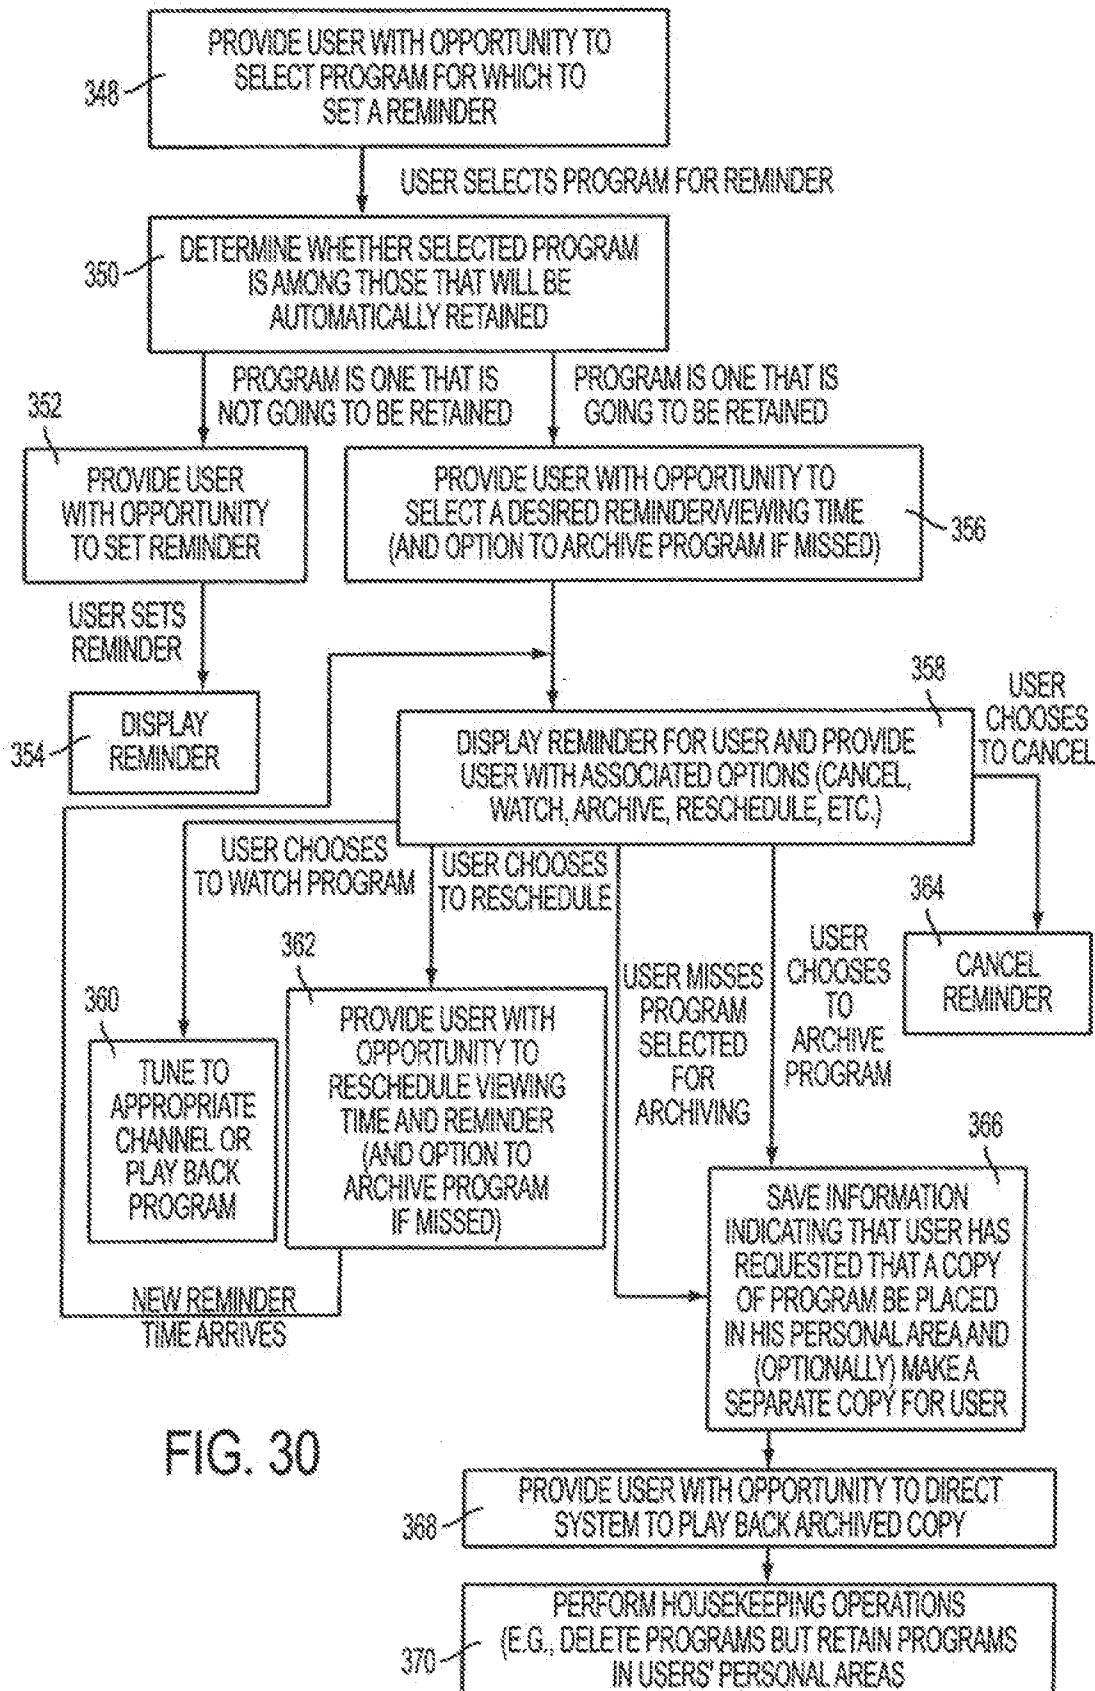 PROVIDE USER WITH OPPORTUNITY TO
SELECT PROGRAM FOR WHICH TO
SET A REMINDER
348
USER SELECTS PROGRAM FOR REMINDER
DETERMINE WHETHER SELECTED PROGRAM
IS AMONG THOSE THAT WILL BE
AUTOMATICALLY RETAINED
350
PROGRAM IS ONE THAT IS
NOT GOING TO BE RETAINED
PROGRAM IS ONE THAT IS
GOING TO BE RETAINED
352
PROVIDE USER
WITH OPPORTUNITY
TO SET REMINDER
PROVIDE USER WITH OPPORTUNITY TO
SELECT A DESIRED REMINDER/VIEWING TIME
(AND OPTION TO ARCHIVE PROGRAM IF MISSED)
356
USER SETS
REMINDER
DISPLAY
REMINDER
354
358
DISPLAY REMINDER FOR USER AND PROVIDE
USER WITH ASSOCIATED OPTIONS (CANCEL,
WATCH, ARCHIVE, RESCHEDULE, ETC.)
USER
CHOOSES
TO CANCEL
USER CHOOSES
TO WATCH PROGRAM
USER CHOOSES
TO RESCHEDULE
USER MISSES
PROGRAM
SELECTED
FOR
ARCHIVING
USER
CHOOSES
TO
ARCHIVE
PROGRAM
364
CANCEL
REMINDER
360
TUNE TO
APPROPRIATE
CHANNEL OR
PLAY BACK
PROGRAM
362
PROVIDE USER WITH
OPPORTUNITY TO
RESCHEDULE VIEWING
TIME AND REMINDER
(AND OPTION TO
ARCHIVE PROGRAM
IF MISSED)
NEW REMINDER
TIME ARRIVES
366
SAVE INFORMATION
INDICATING THAT USER HAS
REQUESTED THAT A COPY
OF PROGRAM BE PLACED
IN HIS PERSONAL AREA AND
(OPTIONALLY) MAKE A
SEPARATE COPY FOR USER
FIG. 30
PROVIDE USER WITH OPPORTUNITY TO DIRECT
SYSTEM TO PLAY BACK ARCHIVED COPY
368
PERFORM HOUSEKEEPING OPERATIONS
(E.G., DELETE PROGRAMS BUT RETAIN PROGRAMS
IN USERS' PERSONAL AREAS
370